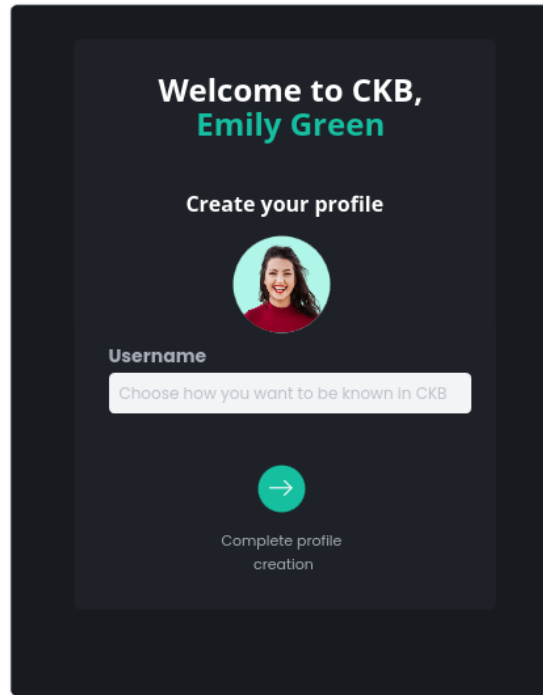 Welcome to CKB,
Emily Green
Create your profile
Username
Choose how you want to be known in CKB
Complete profile
creation